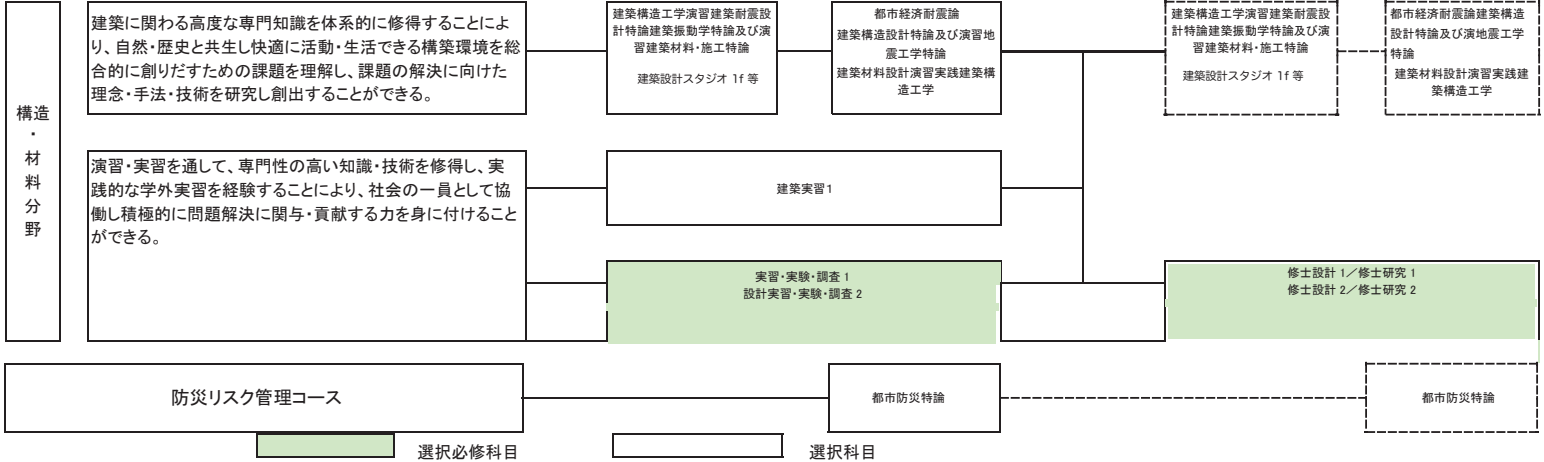 構造
・
材
料
分
野
建築に関わる高度な専門知識を体系的に修得することによ
り、自然・歴史と共生し快適に活動・生活できる構築環境を総
合的に創りだすための課題を理解し、課題の解決に向けた
理念・手法・技術を研究し創出することができる。
建築構造工学演習建築耐震設
計特論建築振動学特論及び演
習建築材料・施工特論
建築設計スタジオ 1f 等
都市経済耐震論
建築構造設計特論及び演習地
震工学特論
建築材料設計演習実践建築構
造工学
建築構造工学演習建築耐震設
計特論建築振動学特論及び演
習建築材料・施工特論
建築設計スタジオ 1f 等
都市経済耐震論建築構造
設計特論及び演地震工学
特論
建築材料設計演習実践建
築構造工学
演習・実習を通して、専門性の高い知識・技術を修得し、実
践的な学外実習を経験することにより、社会の一員として協
働し積極的に問題解決に関与・貢献する力を身に付けること
ができる。
建築実習1
実習・実験・調査 1
設計実習・実験・調査 2
修士設計 1／修士研究 1
修士設計 2／修士研究 2
防災リスク管理コース
都市防災特論
都市防災特論
選択必修科目
選択科目